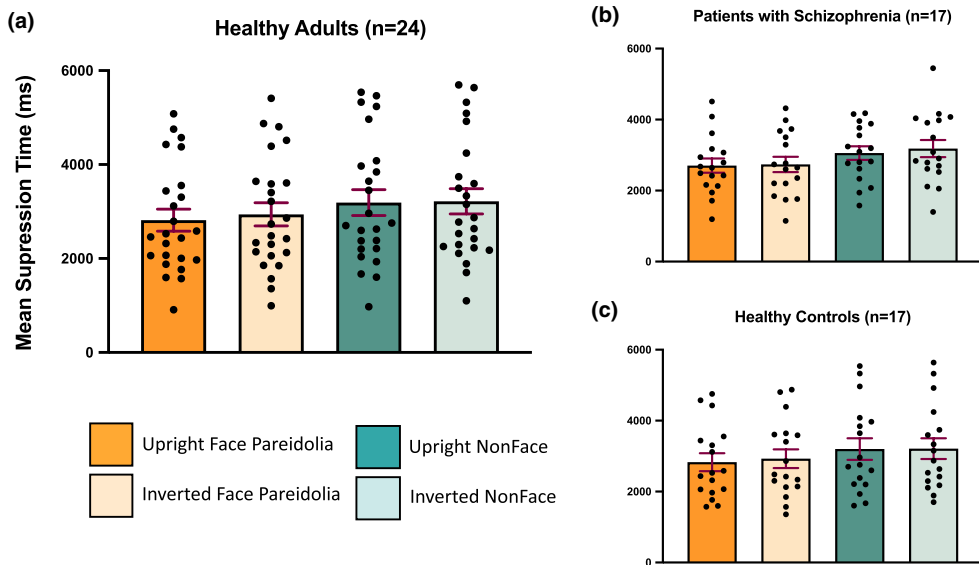 (a)
Healthy Adults (n=24)
Mean Supression Time (ms)
6000
4000
2000
0
Upright Face Pareidolia
Upright NonFace
Inverted Face Pareidolia
Inverted NonFace
(b)
Patients with Schizophrenia (n=17)
6000
4000
2000
0
(c)
Healthy Controls (n=17)
6000
4000
2000
0